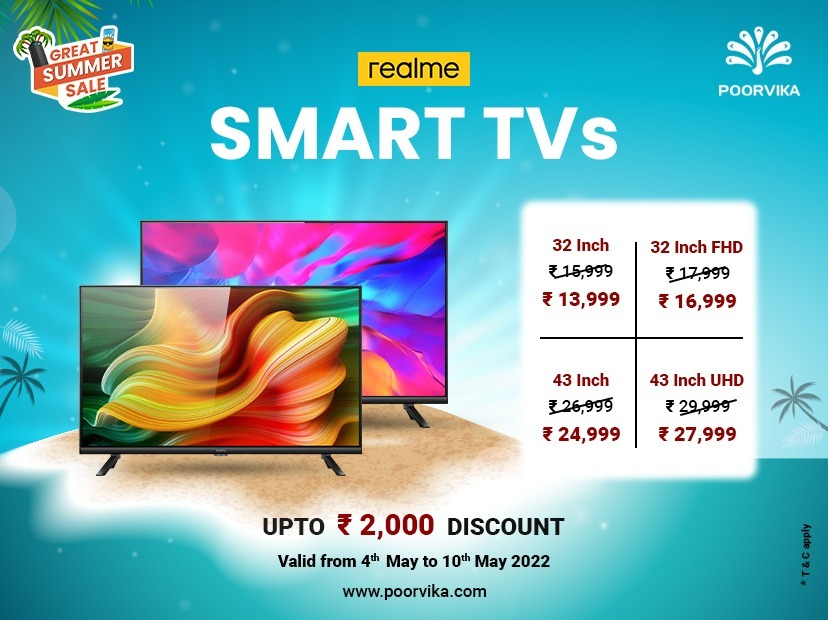 GREAT
SUMMER
SALE
realme
POORVIKA
SMART TVs
32 Inch
₹ 15,999
₹ 13,999
32 Inch FHD
₹ 17,999
₹ 16,999
43 Inch
₹ 26,999
₹ 24,999
43 Inch UHD
₹ 29,999
₹ 27,999
UPTO ₹ 2,000 DISCOUNT
Valid from 4th May to 10th May 2022
www.poorvika.com
* T & C apply